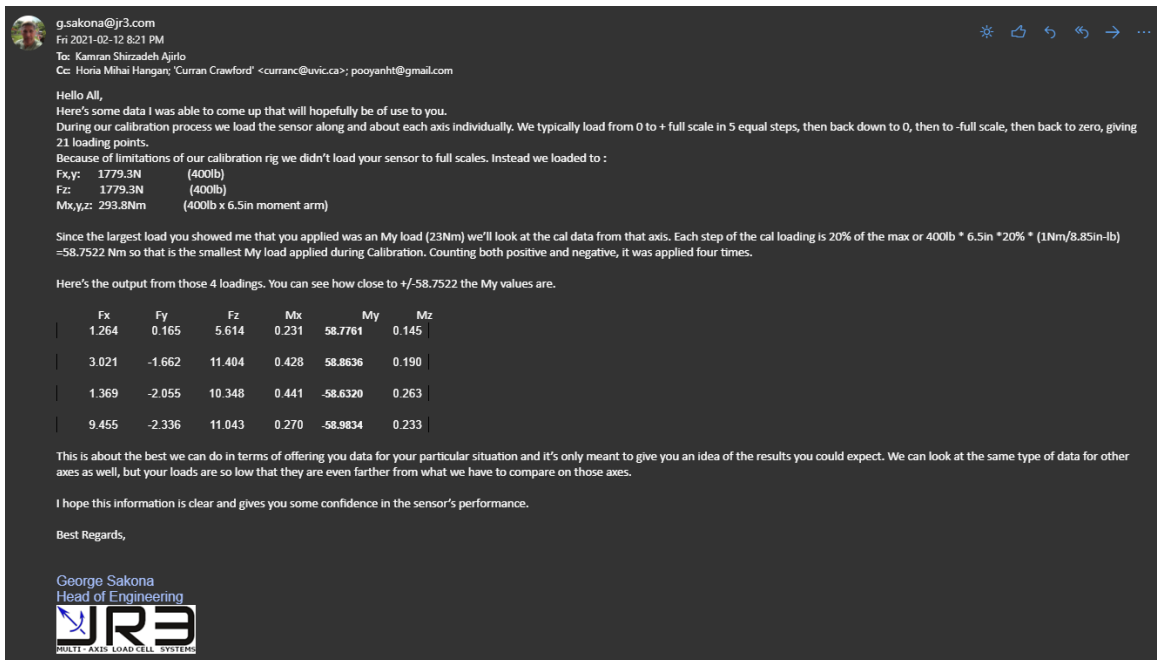 g.sakona@jr3.com
Fri 2021-02-12 8:21 PM
To: Kamran Shirzadeh Ajirlo
Cc: Horia Mihai Hangan; 'Curran Crawford' <curranc@uvic.ca>; pooyanht@gmail.com
Hello All,
Here's some data I was able to come up that will hopefully be of use to you.
During our calibration process we load the sensor along and about each axis individually. We typically load from 0 to + full scale in 5 equal steps, then back down to 0, then to -full scale, then back to zero, giving
21 loading points.
Because of limitations of our calibration rig we didn't load your sensor to full scales. Instead we loaded to :
Fx,y: 1779.3N (400lb)
Fz: 1779.3N (400lb)
Mx,y,z: 293.8Nm (400lb x 6.5in moment arm)
Since the largest load you showed me that you applied was an My load (23Nm) we'll look at the cal data from that axis. Each step of the cal loading is 20% of the max or 400lb * 6.5in *20% * (1Nm/8.85in-lb)
=58.7522 Nm so that is the smallest My load applied during Calibration. Counting both positive and negative, it was applied four times.
Here's the output from those 4 loadings. You can see how close to +/-58.7522 the My values are.
Fx Fy Fz Mx My Mz
1.264 0.165 5.614 0.231 58.7761 0.145
3.021 -1.662 11.404 0.428 58.8636 0.190
1.369 -2.055 10.348 0.441 -58.6320 0.263
9.455 -2.336 11.043 0.270 -58.9834 0.233
This is about the best we can do in terms of offering you data for your particular situation and it's only meant to give you an idea of the results you could expect. We can look at the same type of data for other
axes as well, but your loads are so low that they are even farther from what we have to compare on those axes.
I hope this information is clear and gives you some confidence in the sensor's performance.
Best Regards,
George Sakona
Head of Engineering
JR3
MULTI - AXIS LOAD CELL SYSTEMS